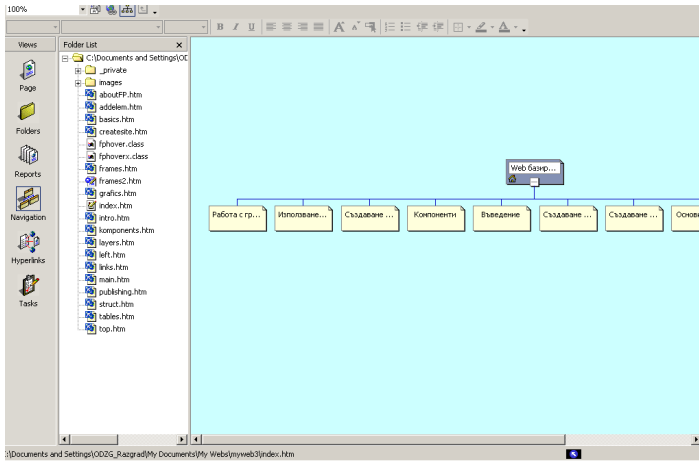 100%
B I U
Views
Folder List
C:\Documents and Settings\OD
Page
Folders
Reports
Navigation
Hyperlinks
Tasks
_private
images
aboutFP.htm
addelem.htm
basics.htm
createsite.htm
fphover.class
fphoverx.class
frames.htm
frames2.htm
grafics.htm
index.htm
intro.htm
komponents.htm
layers.htm
left.htm
links.htm
main.htm
publishing.htm
struct.htm
tables.htm
top.htm
Web базир...
Работа с гр...
Използване...
Създаване ...
Компоненти
Въведение
Създаване ...
Създаване ...
Основн
:\Documents and Settings\ODZG_Razgrad\My Documents\My Webs\myweb3\index.htm